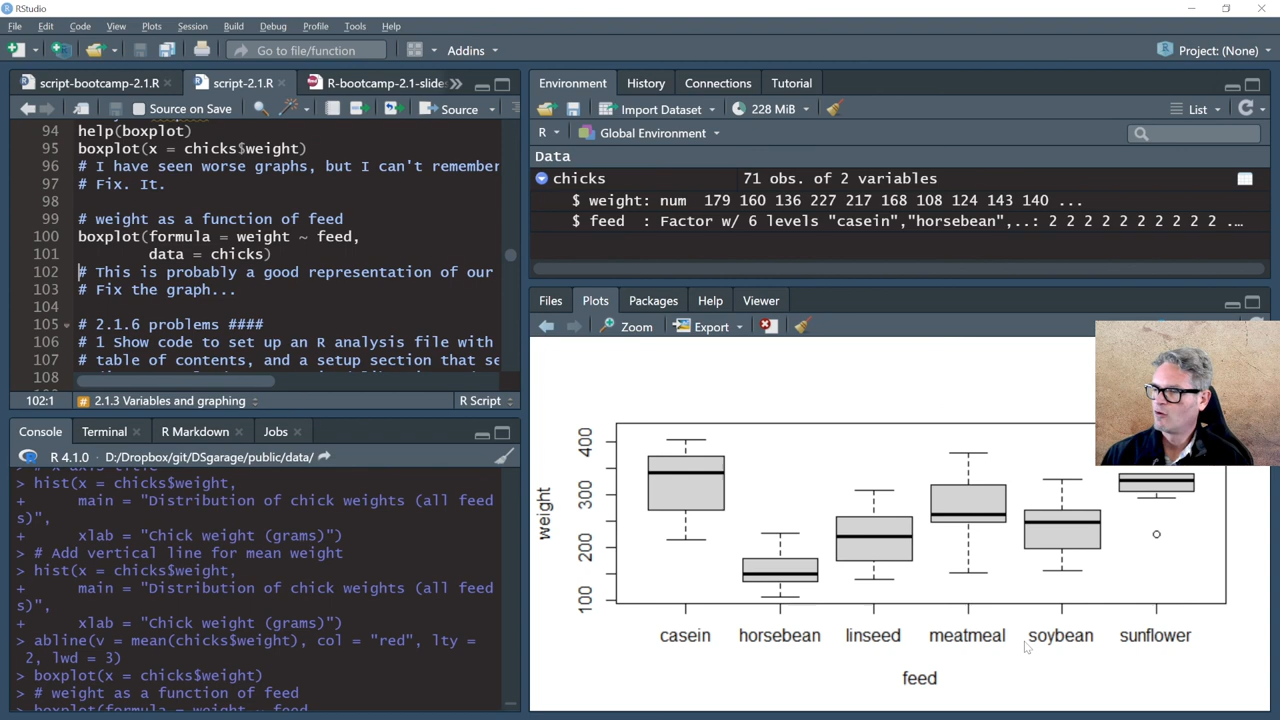 RStudio
File Edit Code View Plots Session Build Debug Profile Tools Help
Go to file/function Addins Project: (None)
script-bootcamp-2.1.R script-2.1.R R-bootcamp-2.1-slide:
Source on Save Source
94 help(boxplot)
95 boxplot(x = chicks$weight)
96 # I have seen worse graphs, but I can't remember
97 # Fix. It.
98
99 # weight as a function of feed
100 boxplot(formula = weight ~ feed,
101 data = chicks)
102 # This is probably a good representation of our
103 # Fix the graph...
104
105 # 2.1.6 problems ####
106 # 1 Show code to set up an R analysis file with
107 # table of contents, and a setup section that se
108
102:1 2.1.3 Variables and graphing R Script
Console Terminal R Markdown Jobs
R 4.1.0 · D:/Dropbox/git/DSgarage/public/data/
> # x axis title
> hist(x = chicks$weight,
+ main = "Distribution of chick weights (all feed
s)",
+ xlab = "Chick weight (grams)")
> # Add vertical line for mean weight
> hist(x = chicks$weight,
+ main = "Distribution of chick weights (all feed
s)",
+ xlab = "Chick weight (grams)")
> abline(v = mean(chicks$weight), col = "red", lty =
2, lwd = 3)
> boxplot(x = chicks$weight)
> # weight as a function of feed
> boxplot(formula = weight ~ feed
Environment History Connections Tutorial
Import Dataset 228 MiB List
R Global Environment
Data
chicks 71 obs. of 2 variables
$ weight: num 179 160 136 227 217 168 108 124 143 140 ...
$ feed : Factor w/ 6 levels "casein","horsebean",..: 2 2 2 2 2 2 2 2 2 2 ...
Files Plots Packages Help Viewer
Zoom Export
400
300
200
100
weight
casein horsebean linseed meatmeal soybean sunflower
feed